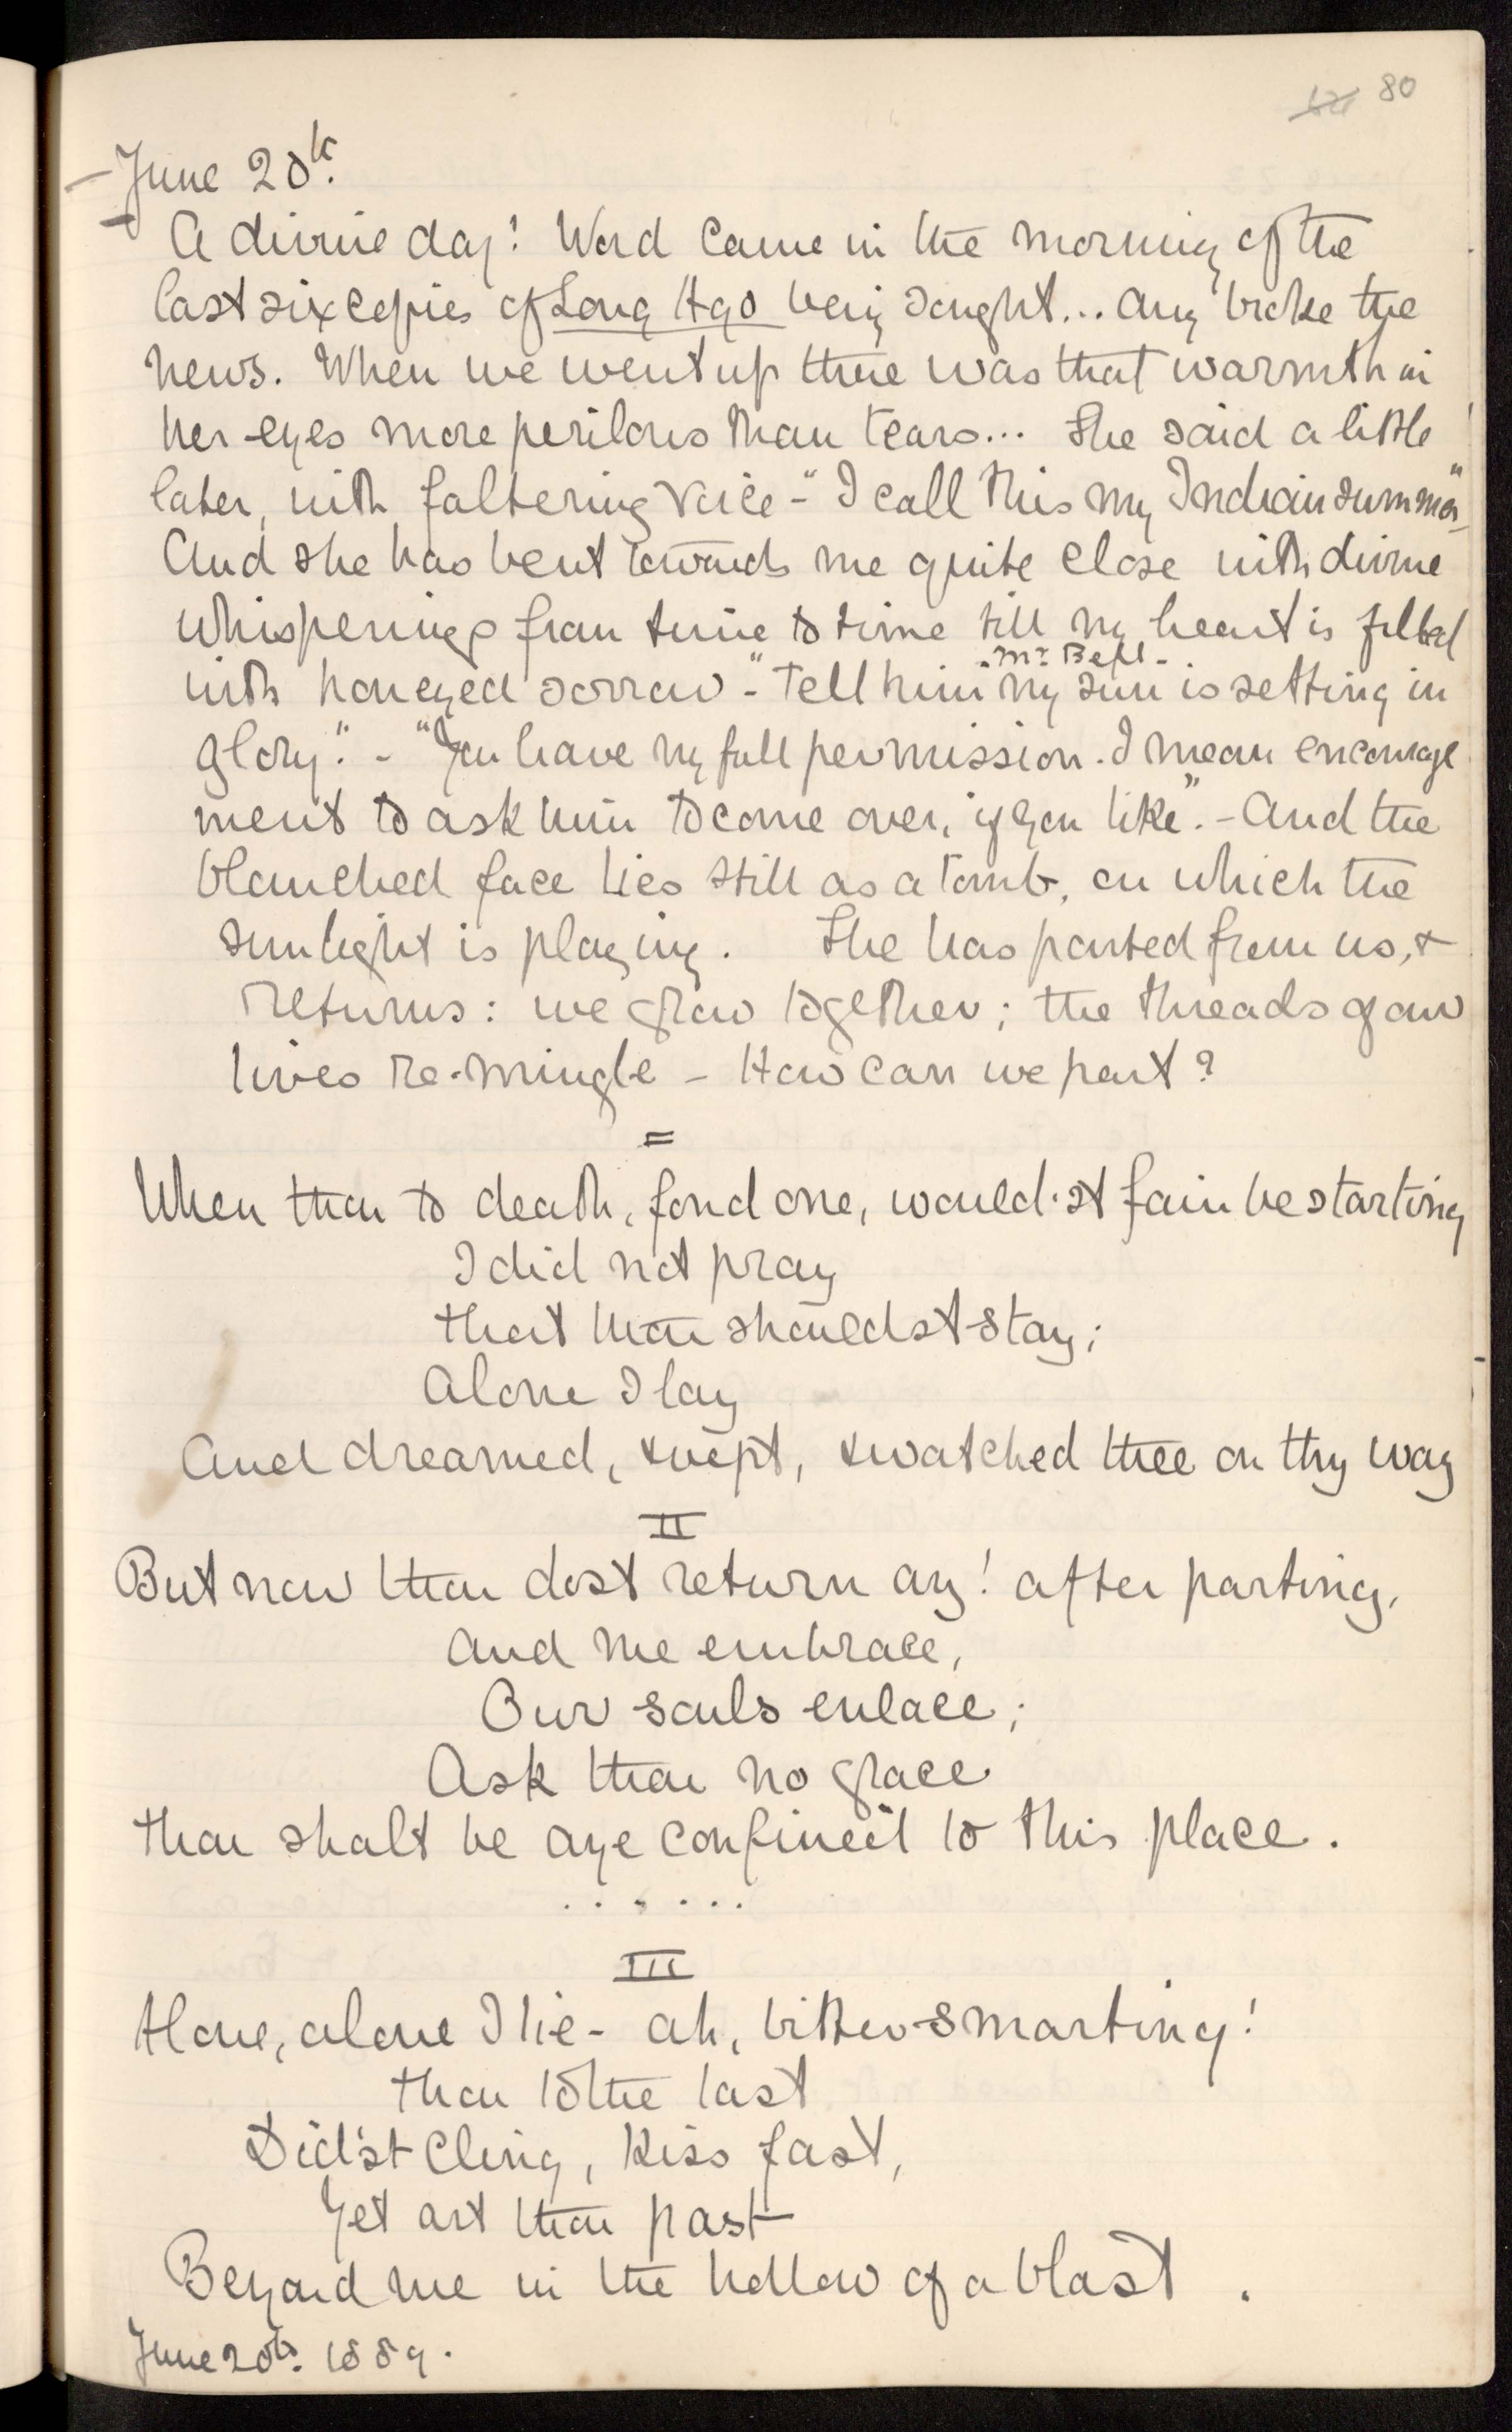 80
June 20th.
A divine day! Word came in the morning of the
last six copies of Long Ago being sought... Amy broke the
news. When we went up there was that warmth in
her eyes more perilous than tears... She said a little
later, with faltering voice - "I call this my Indian summer"
And she has bent towards me quite close with divine
whisperings from time to time till my heart is filled
with honeyed sorrow - "Tell him my sun is setting in
- Mr. Bell -
glory." - "You have my full permission. I mean encourage
ment to ask him to come over, if you like". - And the
blanched face lies still as a tomb, on which the
sunlight is playing. She has parted from us, &
returns: we grow together; the threads of our
lives re-mingle - How can we part?
=
When thou to death, fond one, would'st fain be starting
I did not pray
That thou shouldst stay;
Alone I lay
And dreamed, & wept, & watched thee on thy way
II
But now thou dost return ay! after parting,
And me embrace,
Our souls enlace;
Ask thou no grace
Thou shalt be aye confinèd to this place.
. . . . . .
III
Alone, alone I lie - ah, bitter smarting!
Thou to the last
Did'st cling, kiss fast,
Yet art thou past
Beyond me in the hollow of a blast.
June 20th. 1889.